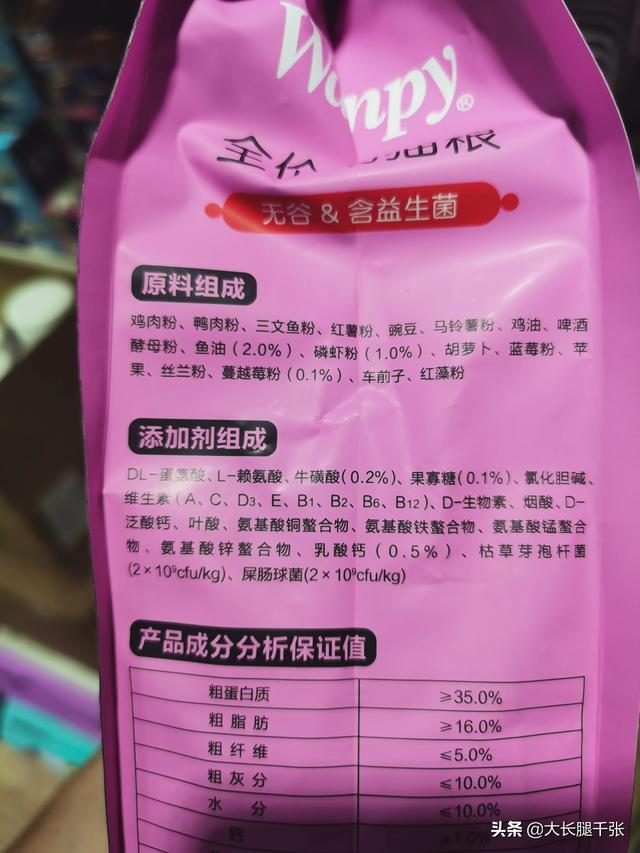 Wanpy®
全价 猫粮
无谷 & 含益生菌
原料组成
鸡肉粉、鸭肉粉、三文鱼粉、红薯粉、豌豆、马铃薯粉、鸡油、啤酒
酵母粉、鱼油(2.0%)、磷虾粉(1.0%)、胡萝卜、蓝莓粉、苹
果、丝兰粉、蔓越莓粉(0.1%)、车前子、红藻粉
添加剂组成
DL-蛋氨酸、L-赖氨酸、牛磺酸(0.2%)、果寡糖(0.1%)、氯化胆碱、
维生素(A、C、D3、E、B1、B2、B6、B12)、D-生物素、烟酸、D-
泛酸钙、叶酸、氨基酸铜螯合物、氨基酸铁螯合物、氨基酸锰螯合
物、氨基酸锌螯合物、乳酸钙(0.5%)、枯草芽孢杆菌
(2×10⁹cfu/kg)、屎肠球菌(2×10⁹cfu/kg)
产品成分分析保证值
粗蛋白质 ≥35.0%
粗脂肪 ≥16.0%
粗纤维 ≤5.0%
粗灰分 ≤10.0%
水分 ≤10.0%
钙 ≥1.0%
头条 @大长腿千张